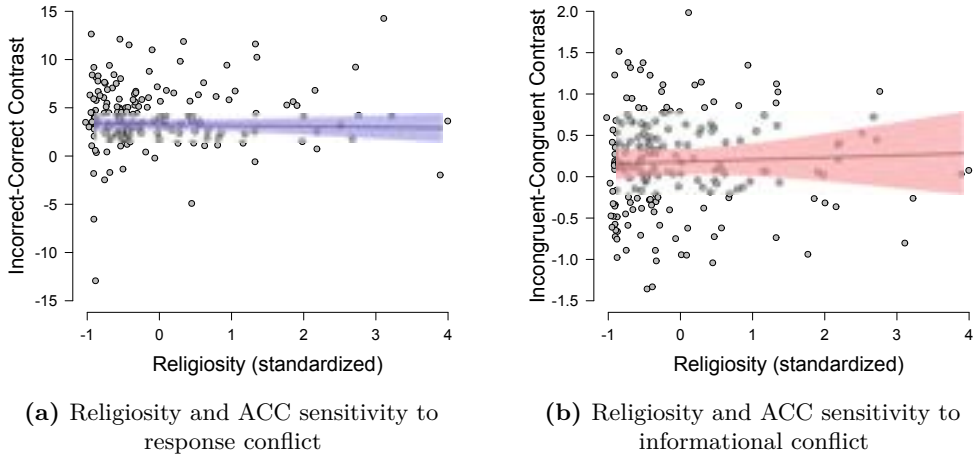 Incorrect-Correct Contrast
15
10
5
0
-5
-10
-15
-1 0 1 2 3 4
Religiosity (standardized)
(a) Religiosity and ACC sensitivity to
response conflict
Incongruent-Congruent Contrast
2.0
1.5
1.0
0.5
0.0
-0.5
-1.0
-1.5
-1 0 1 2 3 4
Religiosity (standardized)
(b) Religiosity and ACC sensitivity to
informational conflict